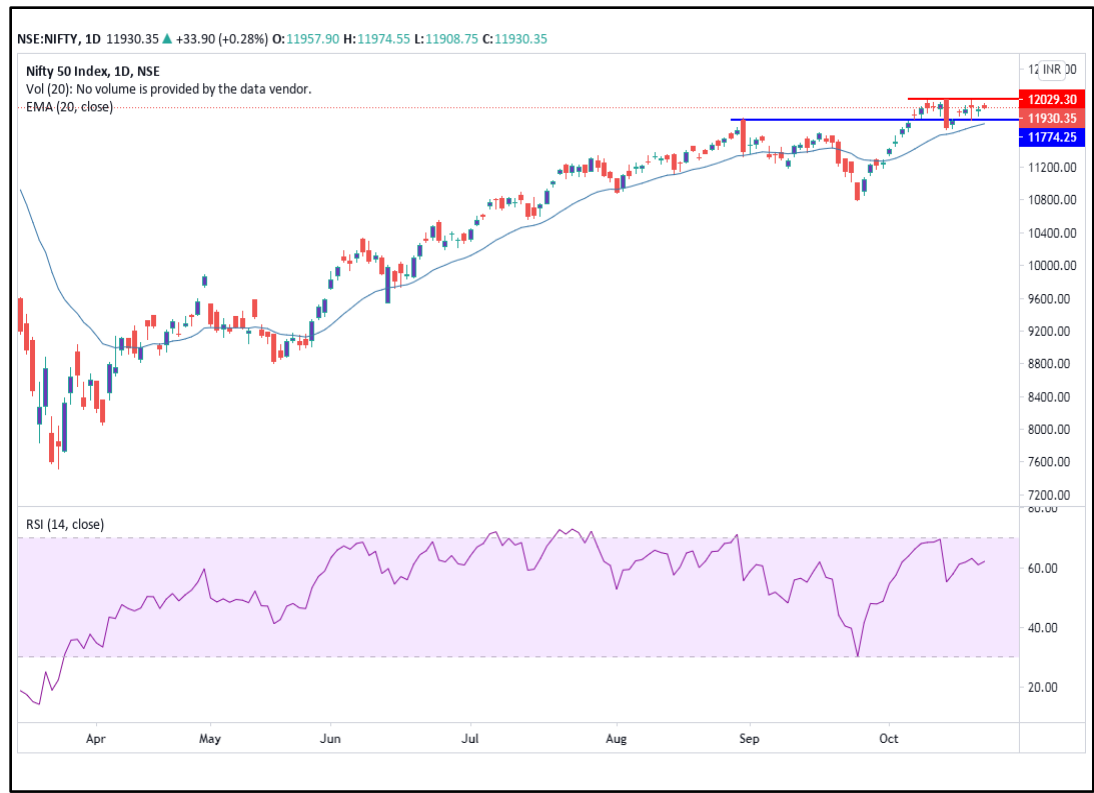 NSE:NIFTY, 1D 11930.35 ▲ +33.90 (+0.28%) O:11957.90 H:11974.55 L:11908.75 C:11930.35
Nifty 50 Index, 1D, NSE
Vol (20): No volume is provided by the data vendor.
EMA (20, close)
INR
12029.30
11930.35
11774.25
11200.00
10800.00
10400.00
10000.00
9600.00
9200.00
8800.00
8400.00
8000.00
7600.00
7200.00
RSI (14, close)
80.00
60.00
40.00
20.00
Apr May Jun Jul Aug Sep Oct